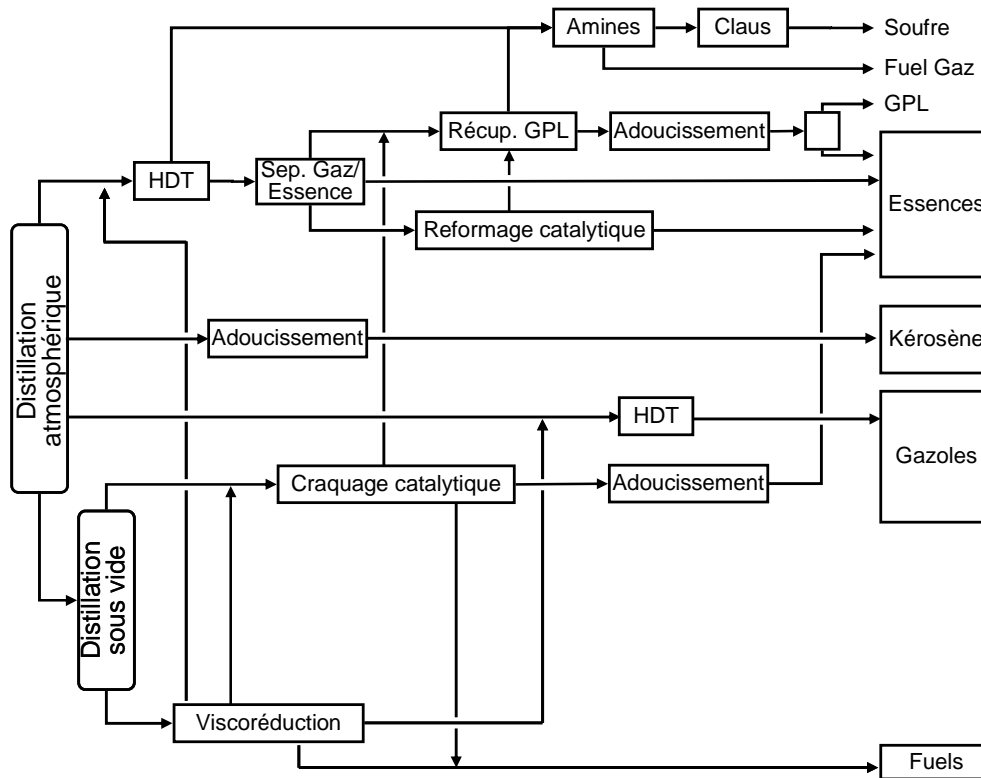 Amines
Claus
Soufre
Fuel Gaz
GPL
Récup. GPL
Adoucissement
HDT
Sep. Gaz/
Essence
Essences
Reformage catalytique
Distillation
atmosphérique
Adoucissement
Kérosène
HDT
Gazoles
Craquage catalytique
Adoucissement
Distillation
sous vide
Viscoréduction
Fuels